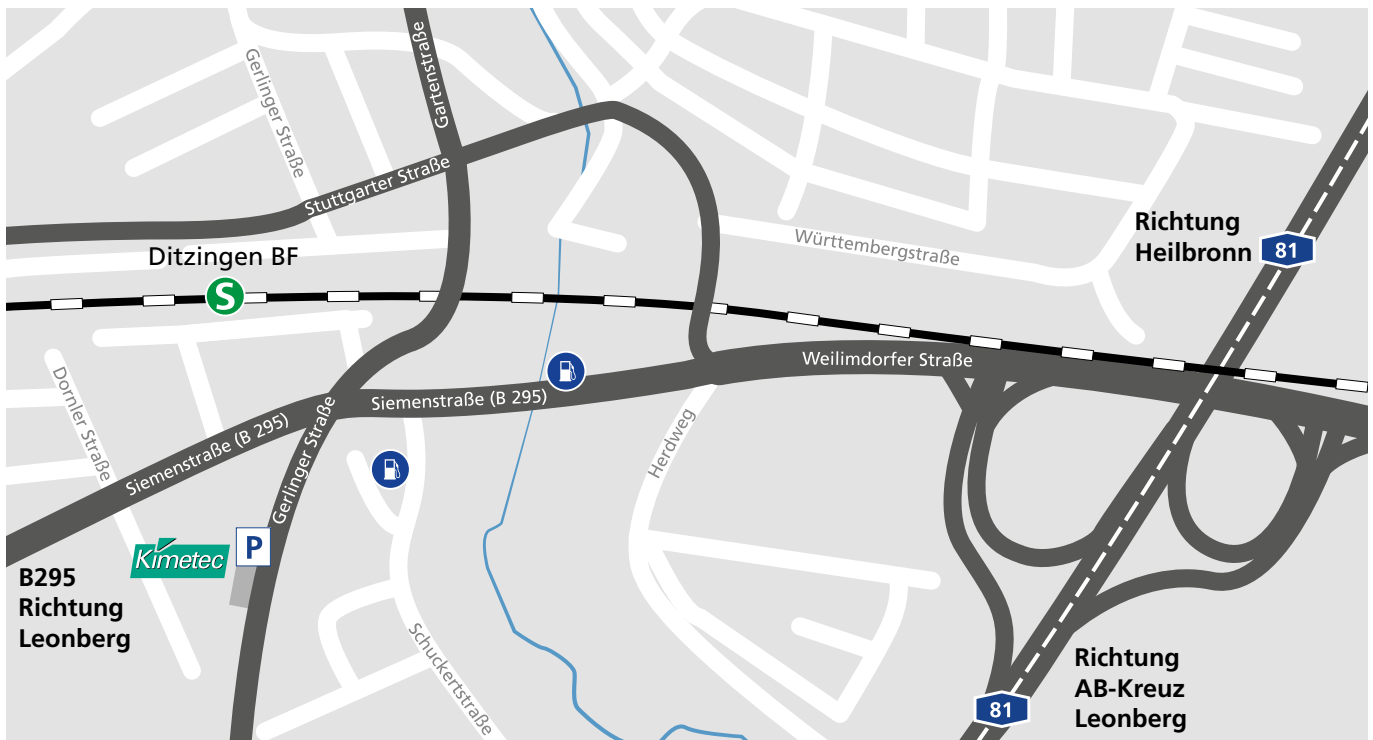 Gartenstraße
Gerlinger Straße
Stuttgarter Straße
Richtung
Heilbronn
81
Württembergstraße
Ditzingen BF
S
Weilimdorfer Straße
Dornler Straße
Siemenstraße (B 295)
Siemenstraße (B 295)
Gerlinger Straße
Herdweg
P
Kimetec
B295
Richtung
Leonberg
Schuckertstraße
Richtung
AB-Kreuz
Leonberg
81